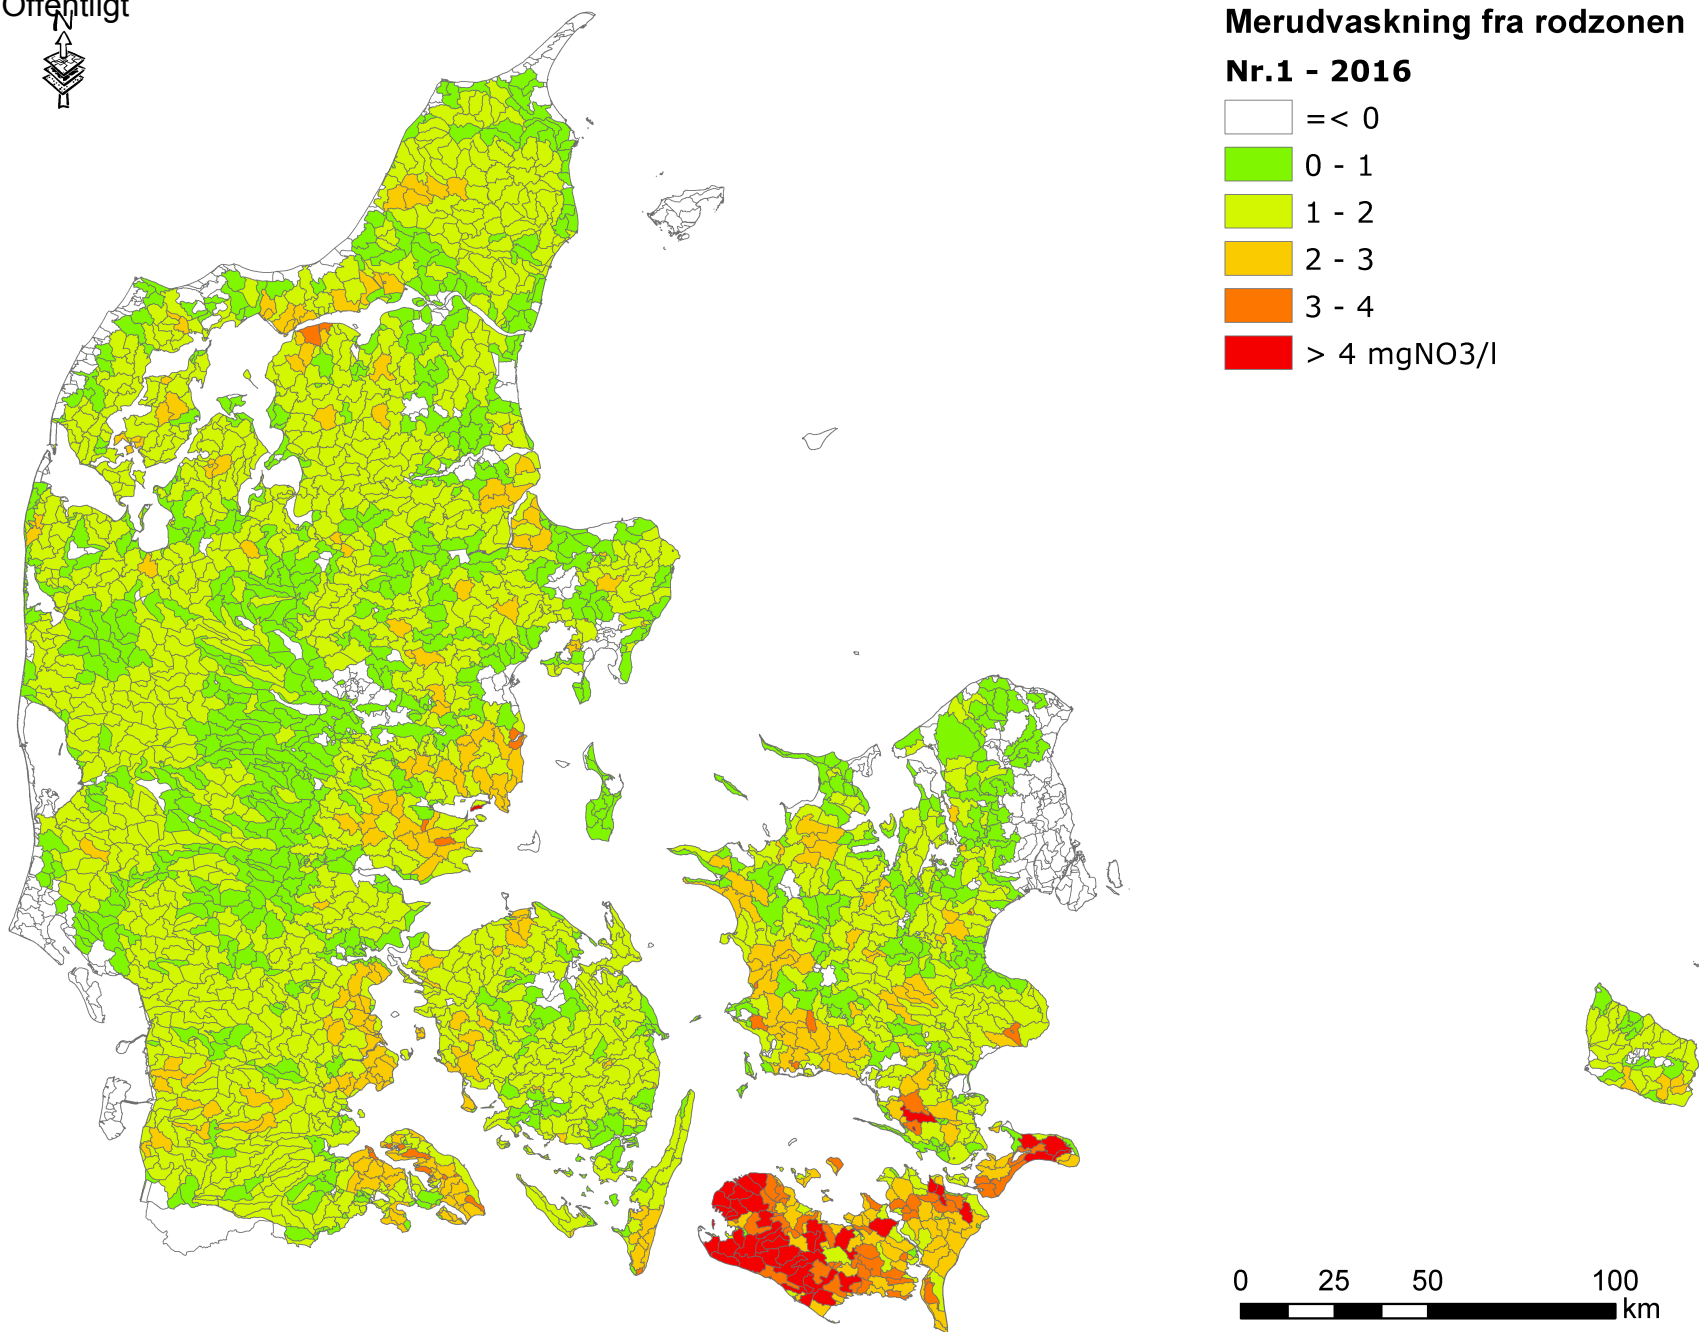 Offentligt
N
Merudvaskning fra rodzonen
Nr.1 - 2016
=< 0
0 - 1
1 - 2
2 - 3
3 - 4
> 4 mgNO3/l
0 25 50 100
km